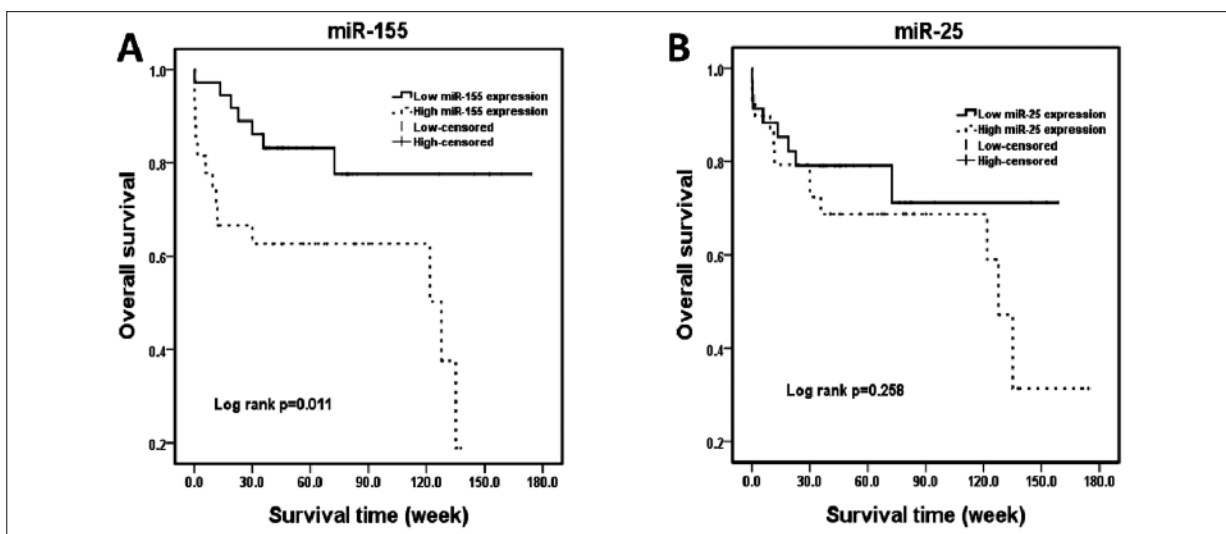 A
miR-155
Low miR-155 expression
High miR-155 expression
Low-censored
High-censored
Overall survival
1.0
0.8
0.6
0.4
0.2
Log rank p=0.011
0.0 30.0 60.0 90.0 120.0 150.0 180.0
Survival time (week)
B
miR-25
Low miR-25 expression
High miR-25 expression
Low-censored
High-censored
Overall survival
1.0
0.8
0.6
0.4
0.2
Log rank p=0.258
0.0 30.0 60.0 90.0 120.0 150.0 180.0
Survival time (week)